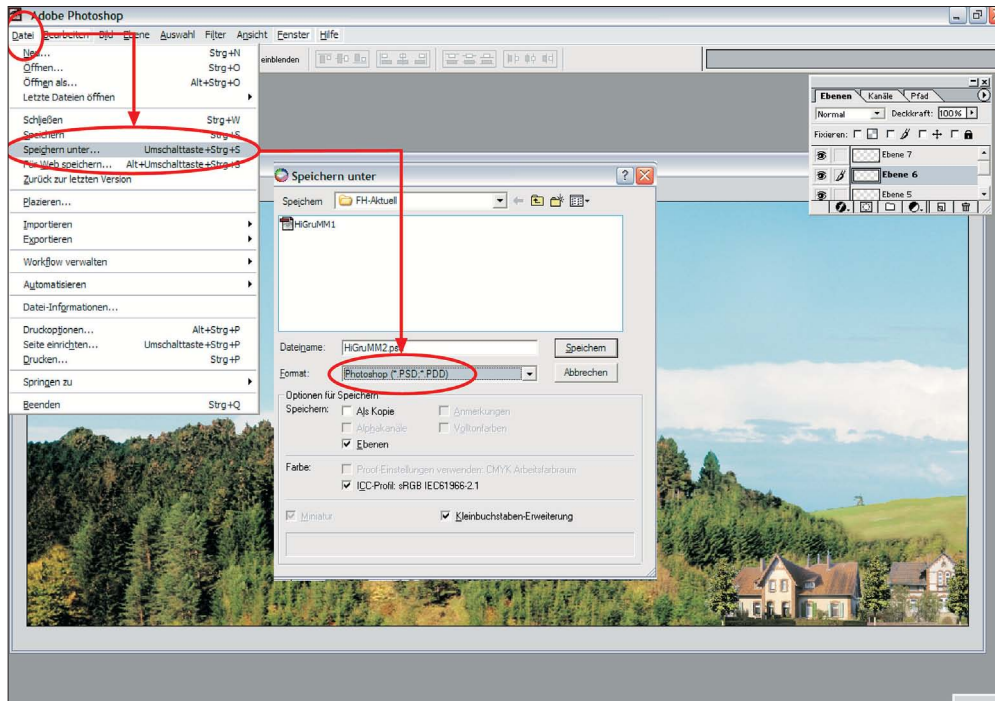 Adobe Photoshop
Datei Bearbeiten Bild Ebene Auswahl Filter Ansicht Fenster Hilfe
Neu... Strg+N
Öffnen... Strg+O
Öffnen als... Alt+Strg+O
Letzte Dateien öffnen
Schließen Strg+W
Speichern Strg+S
Speichern unter... Umschalttaste+Strg+S
Für Web speichern... Alt+Umschalttaste+Strg+S
Zurück zur letzten Version
Plazieren...
Importieren
Exportieren
Workflow verwalten
Automatisieren
Datei-Informationen...
Druckoptionen... Alt+Strg+P
Seite einrichten... Umschalttaste+Strg+P
Drucken... Strg+P
Springen zu
Beenden Strg+Q
einblenden
Ebenen Kanäle Pfad
Normal Deckkraft: 100%
Fixieren:
Ebene 7
Ebene 6
Ebene 5
Speichern unter
Speichern FH-Aktuell
HiGruMM1
Dateiname: HiGruMM2.psd Speichern
Format: Photoshop (*.PSD;*.PDD) Abbrechen
Optionen für Speichern
Speichern: Als Kopie Anmerkungen
Alphakanäle Volltonfarben
Ebenen
Farbe: Proof-Einstellungen verwenden: CMYK-Arbeitsfarbraum
ICC-Profil: sRGB IEC61966-2.1
Miniatur Kleinbuchstaben-Erweiterung